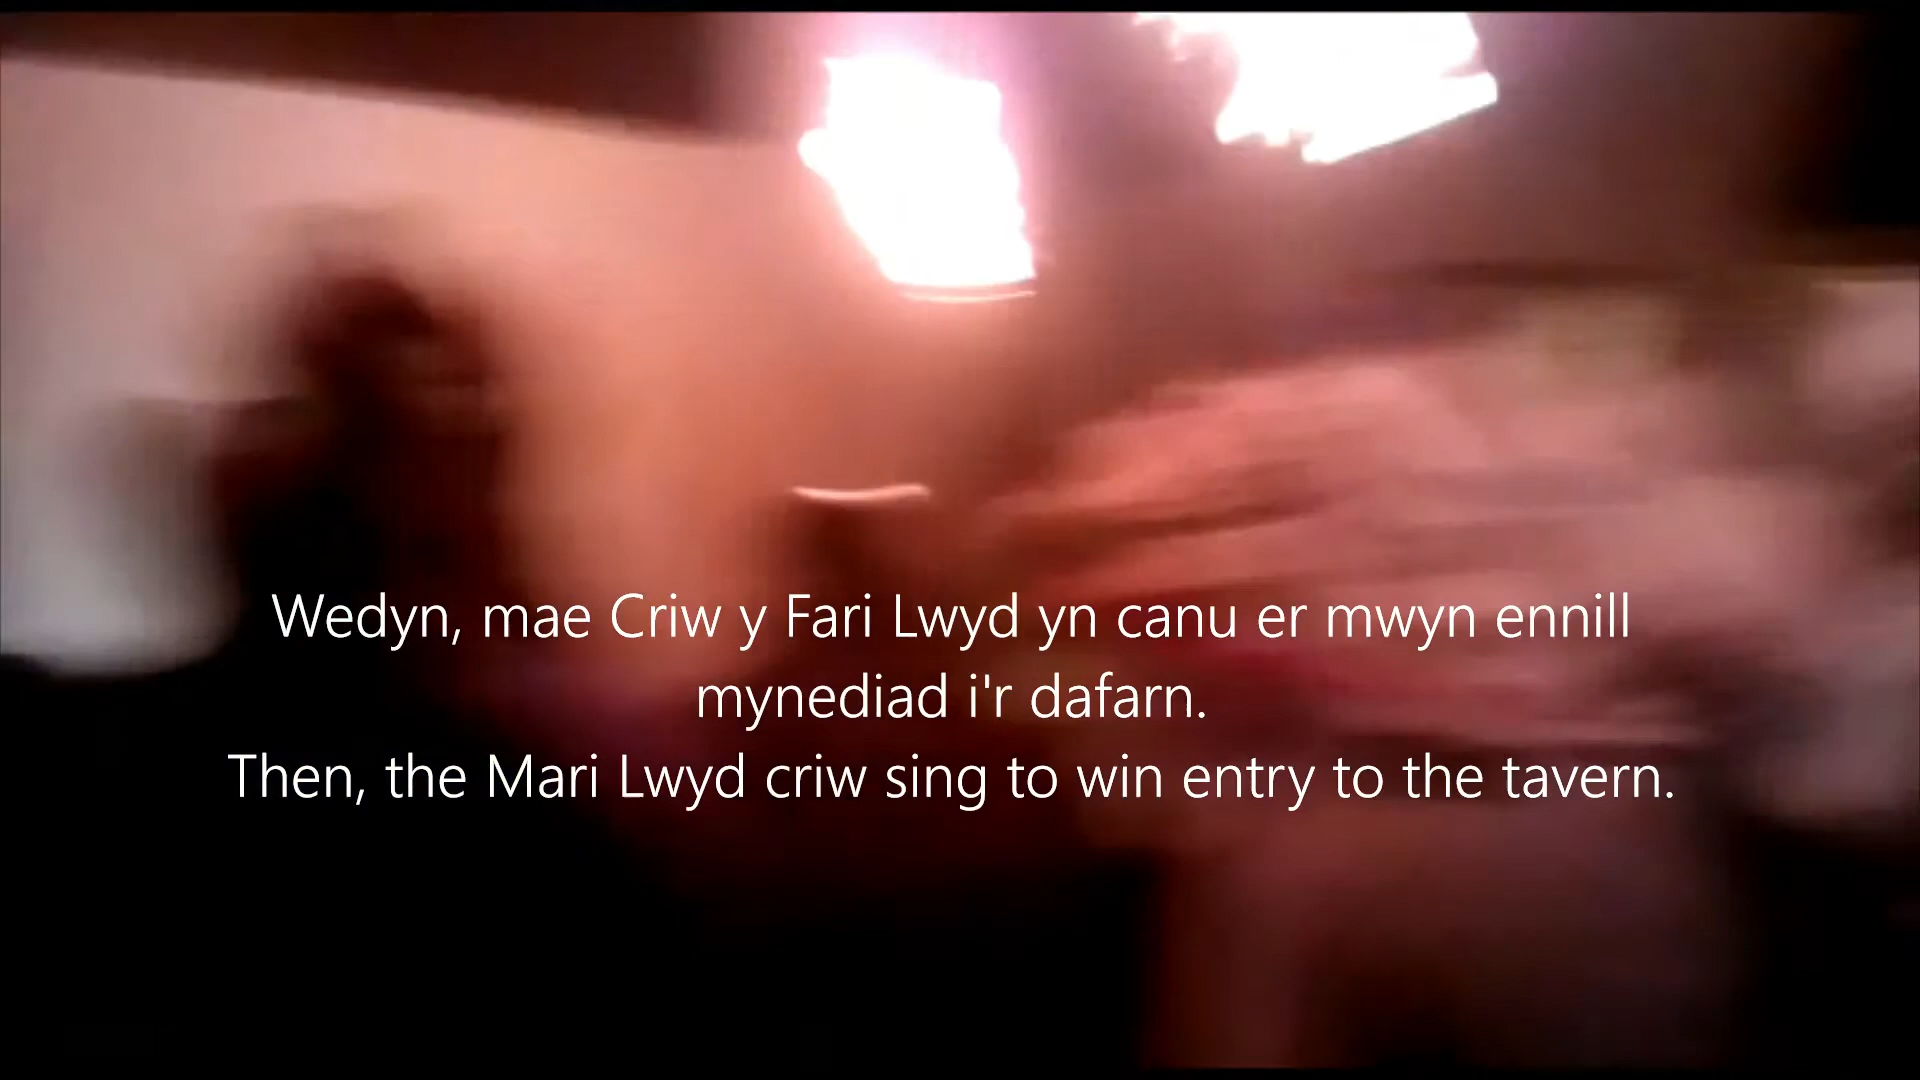 Wedyn, mae Criw y Fari Lwyd yn canu er mwyn ennill
mynediad i'r dafarn.
Then, the Mari Lwyd criw sing to win entry to the tavern.